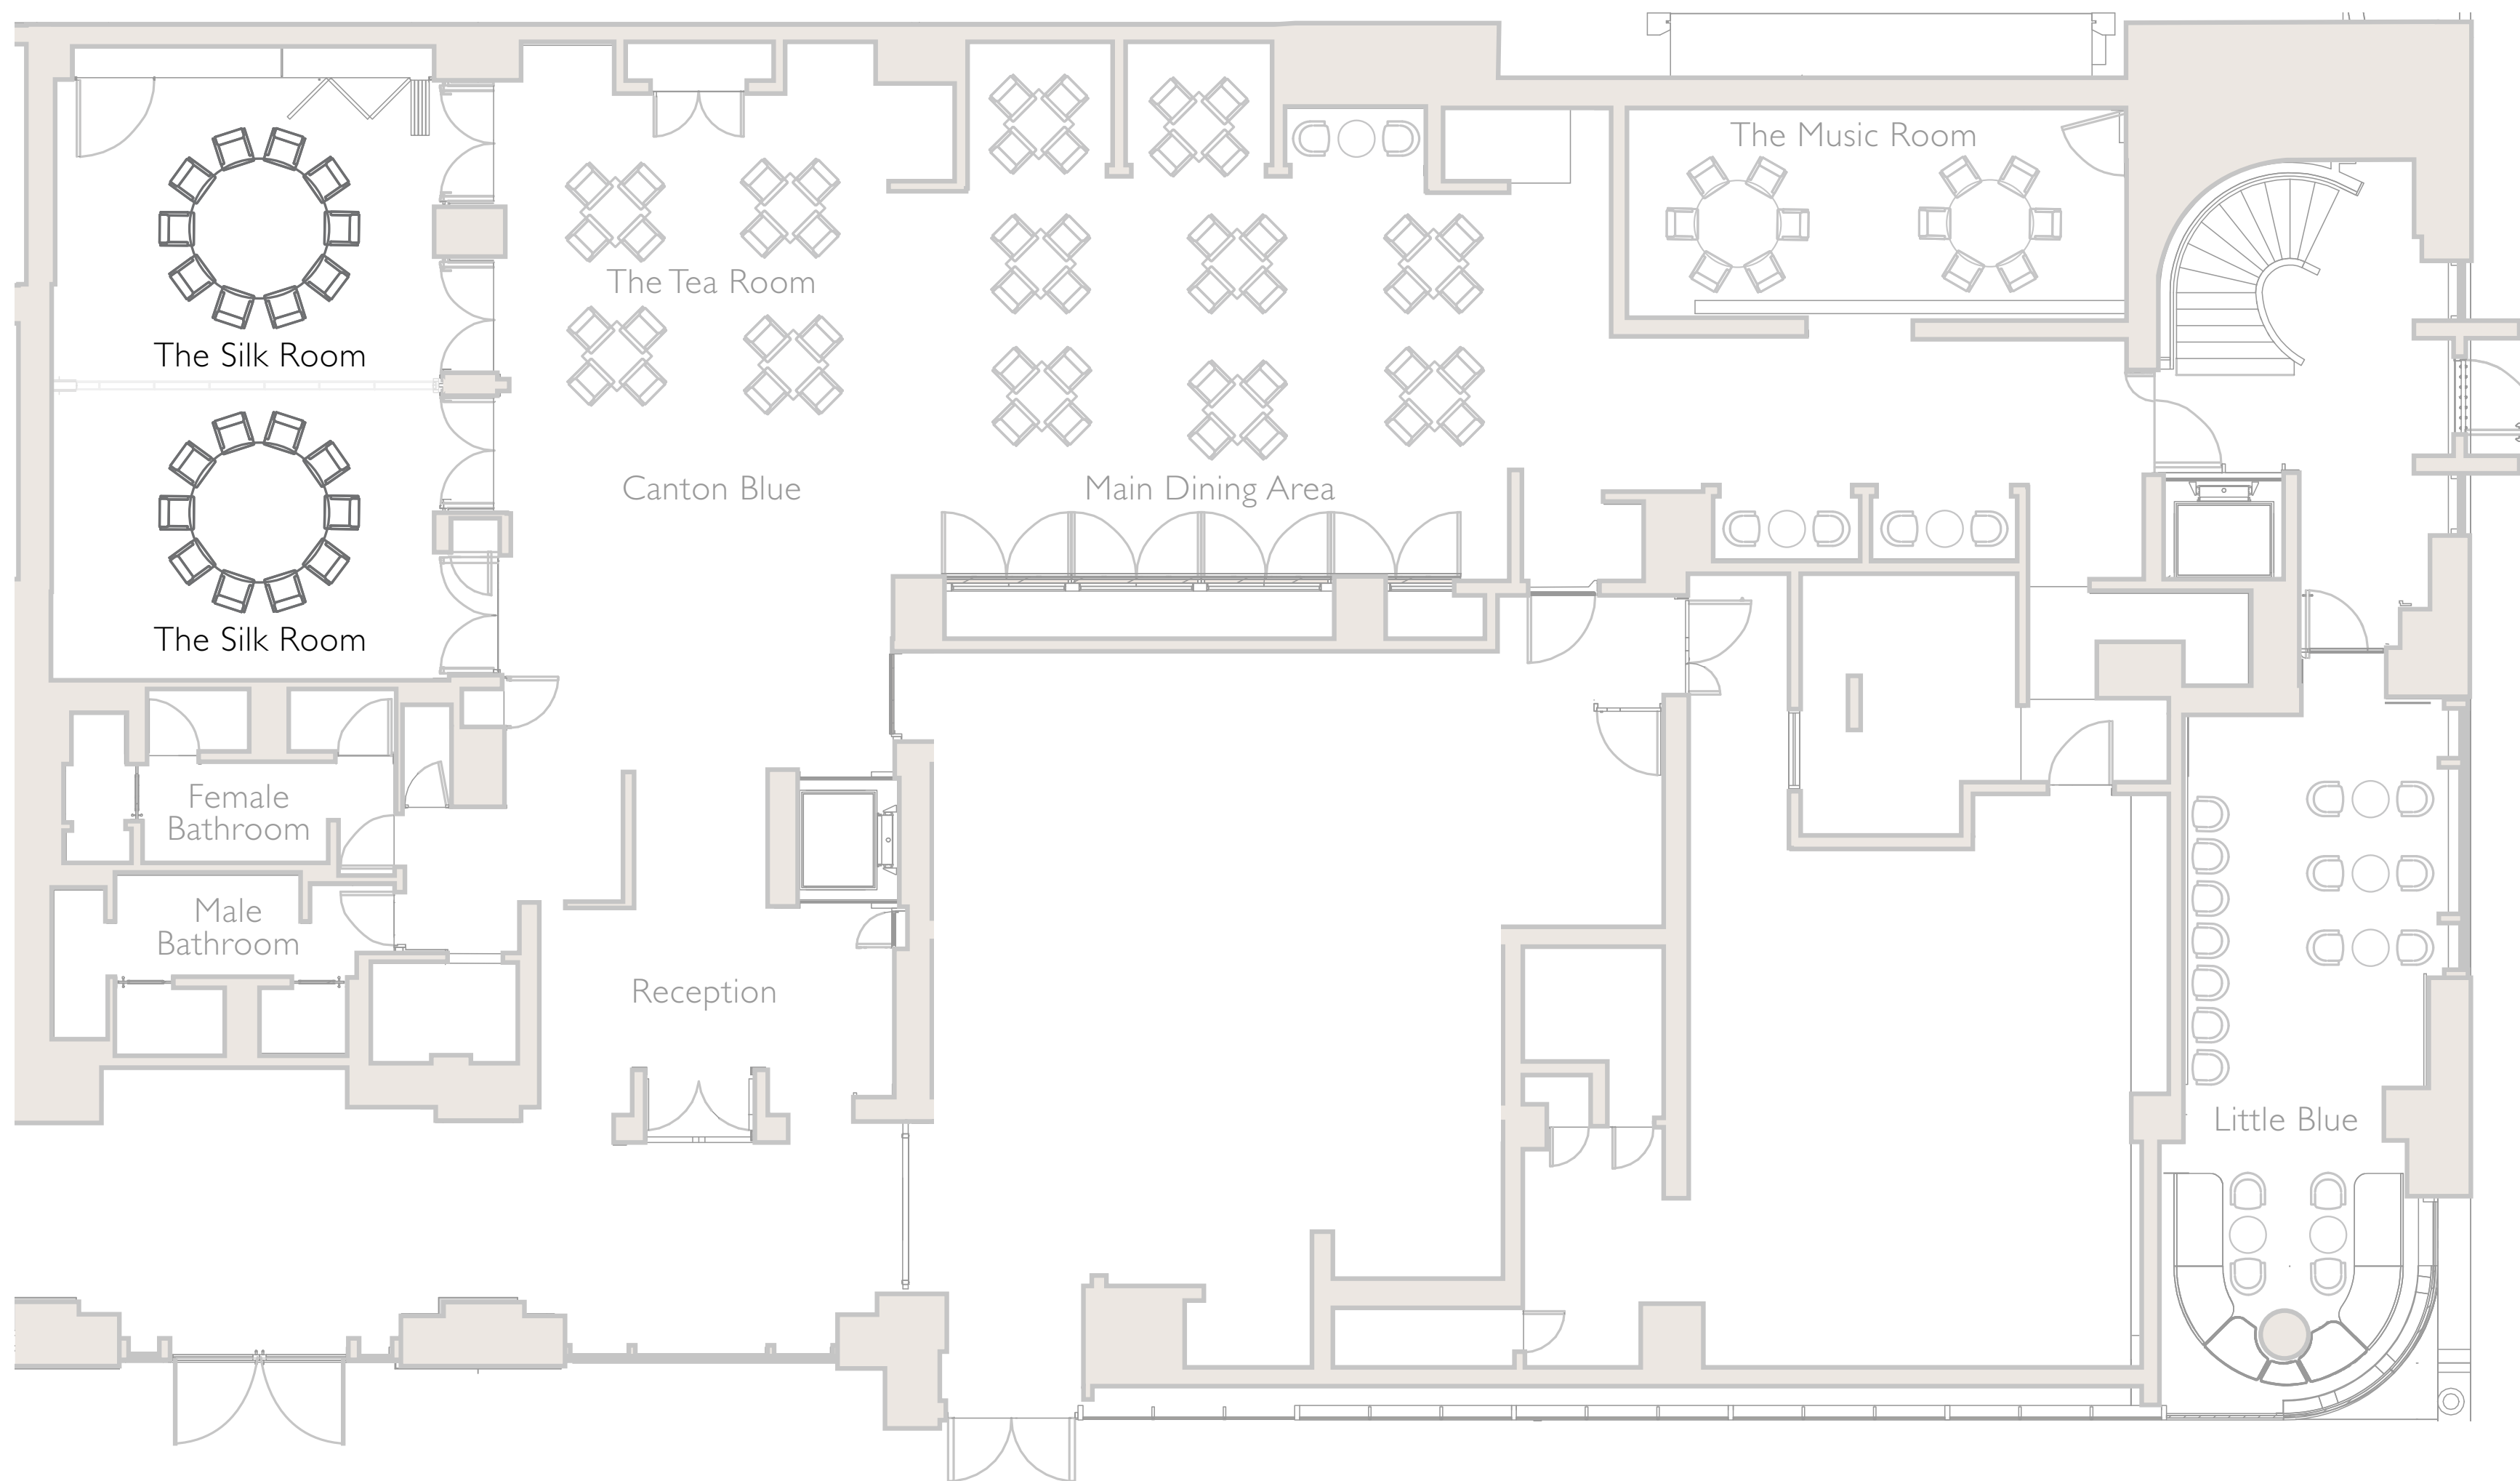 The Music Room
The Tea Room
The Silk Room
Canton Blue
Main Dining Area
The Silk Room
Female
Bathroom
Male
Bathroom
Reception
Little Blue